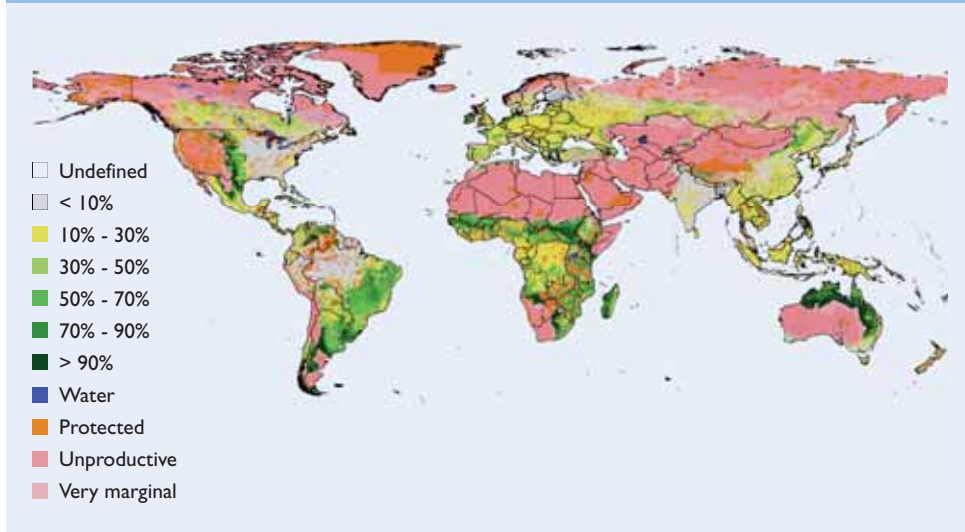 Undefined
< 10%
10% - 30%
30% - 50%
50% - 70%
70% - 90%
> 90%
Water
Protected
Unproductive
Very marginal